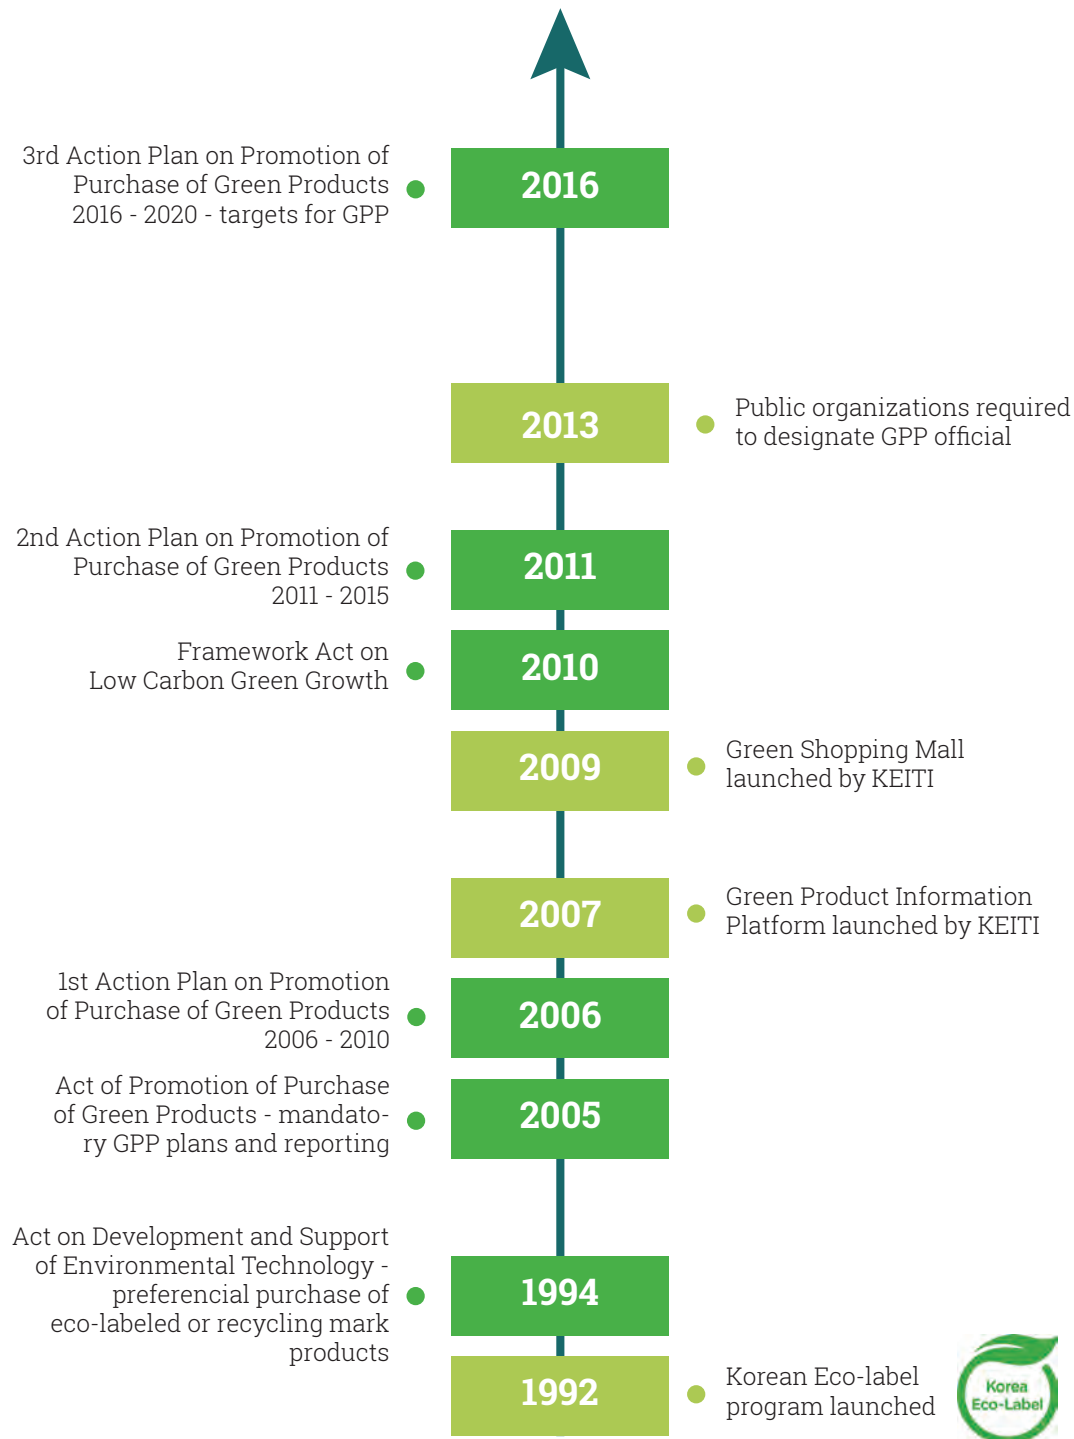 3rd Action Plan on Promotion of
Purchase of Green Products
2016 - 2020 - targets for GPP
2016
2013
Public organizations required
to designate GPP official
2nd Action Plan on Promotion of
Purchase of Green Products
2011 - 2015
2011
Framework Act on
Low Carbon Green Growth
2010
2009
Green Shopping Mall
launched by KEITI
2007
Green Product Information
Platform launched by KEITI
1st Action Plan on Promotion
of Purchase of Green Products
2006 - 2010
2006
Act of Promotion of Purchase
of Green Products - mandato-
ry GPP plans and reporting
2005
Act on Development and Support
of Environmental Technology -
preferencial purchase of
eco-labeled or recycling mark
products
1994
1992
Korean Eco-label
program launched
Korea
Eco-Label